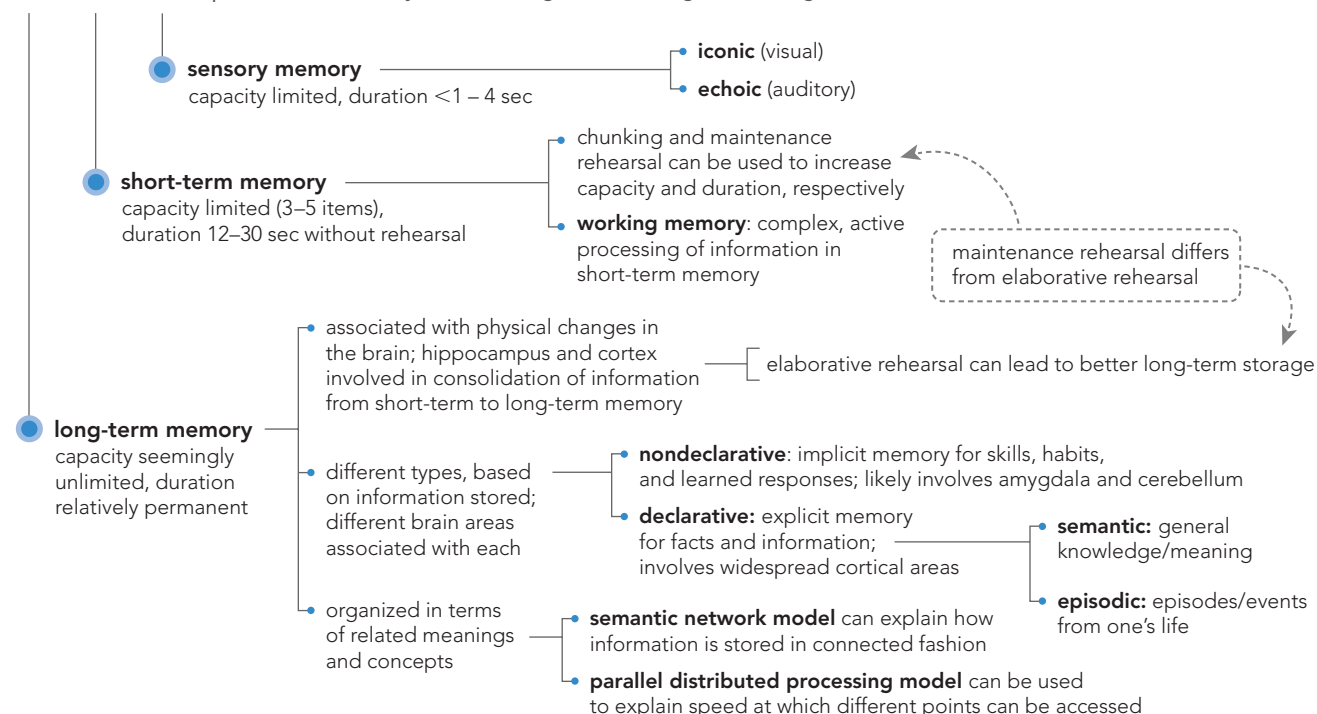 sensory memory
capacity limited, duration <1 – 4 sec
iconic (visual)
echoic (auditory)
short-term memory
capacity limited (3–5 items),
duration 12–30 sec without rehearsal
chunking and maintenance
rehearsal can be used to increase
capacity and duration, respectively
working memory: complex, active
processing of information in
short-term memory
maintenance rehearsal differs
from elaborative rehearsal
long-term memory
capacity seemingly
unlimited, duration
relatively permanent
associated with physical changes in
the brain; hippocampus and cortex
involved in consolidation of information
from short-term to long-term memory
elaborative rehearsal can lead to better long-term storage
different types, based
on information stored;
different brain areas
associated with each
nondeclarative: implicit memory for skills, habits,
and learned responses; likely involves amygdala and cerebellum
declarative: explicit memory
for facts and information;
involves widespread cortical areas
semantic: general
knowledge/meaning
episodic: episodes/events
from one's life
organized in terms
of related meanings
and concepts
semantic network model can explain how
information is stored in connected fashion
parallel distributed processing model can be used
to explain speed at which different points can be accessed